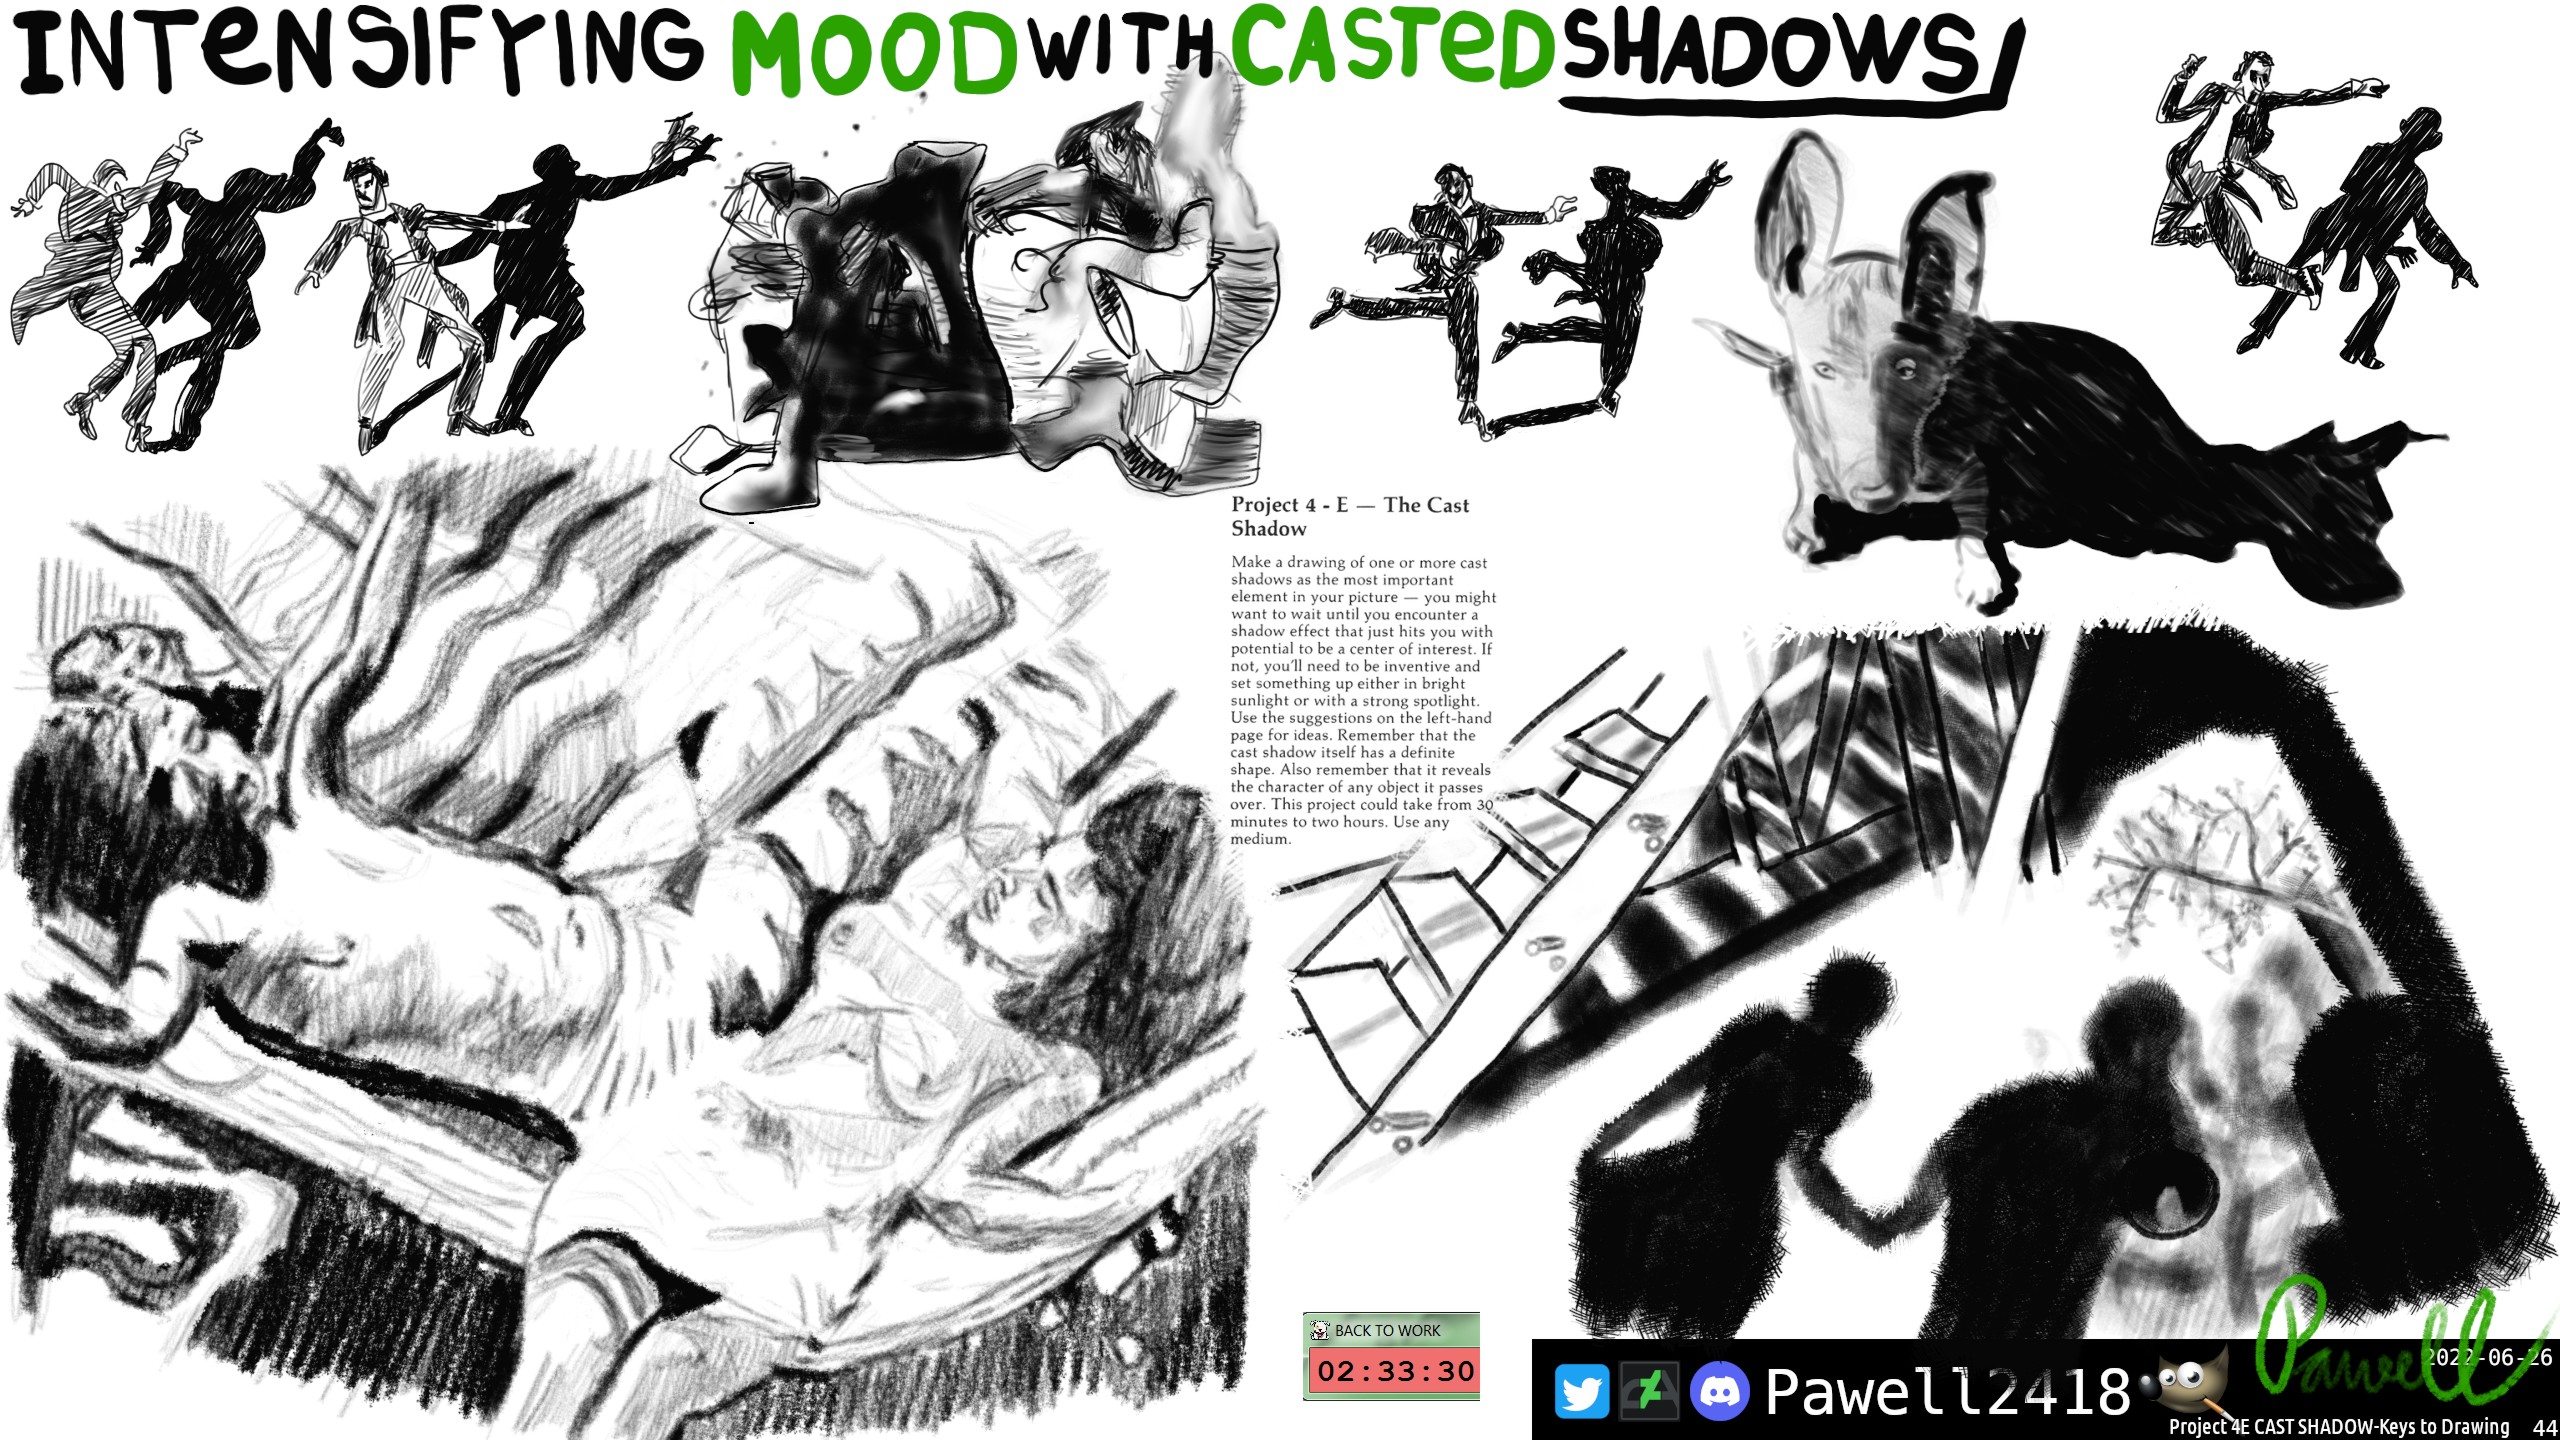 INTENSIFYING MOOD WITH CASTED SHADOWS
Project 4 - E — The Cast
Shadow
Make a drawing of one or more cast
shadows as the most important
element in your picture — you might
want to wait until you encounter a
shadow effect that just hits you with
potential to be a center of interest. If
not, you'll need to be inventive and
set something up either in bright
sunlight or with a strong spotlight.
Use the suggestions on the left-hand
page for ideas. Remember that the
cast shadow itself has a definite
shape. Also remember that it reveals
the character of any object it passes
over. This project could take from 30
minutes to two hours. Use any
medium.
BACK TO WORK
02:33:30
Pawell2418
Pawell
2022-06-26
Project 4E CAST SHADOW-Keys to Drawing 44